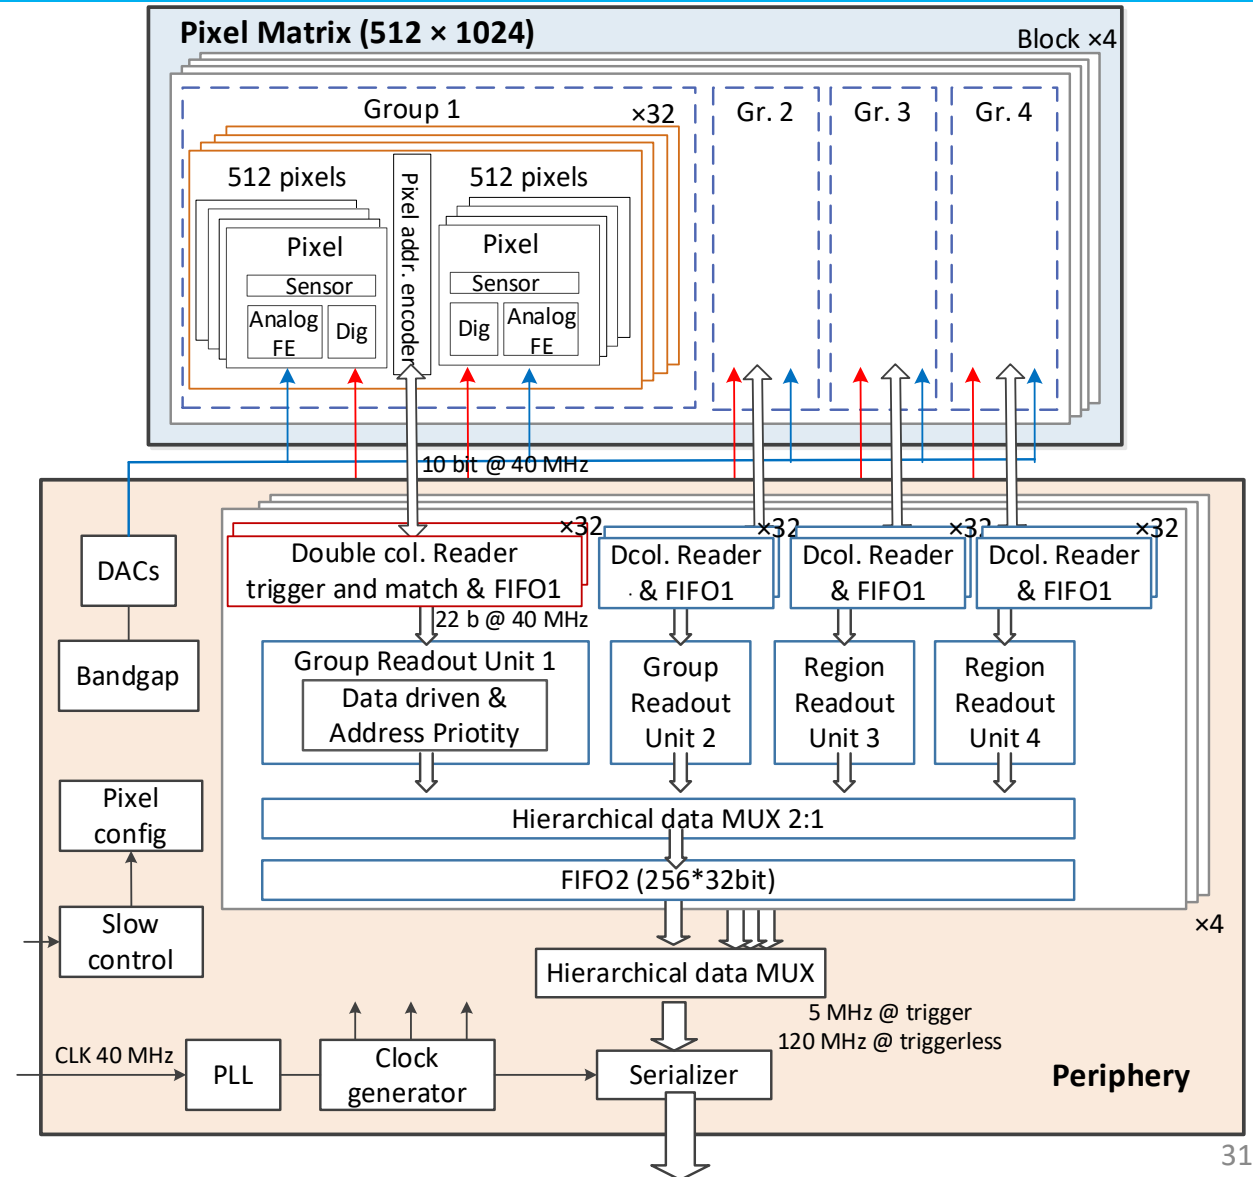 Pixel Matrix (512 × 1024)
Block ×4
Group 1
×32
Gr. 2
Gr. 3
Gr. 4
512 pixels
512 pixels
Pixel addr. encoder
Pixel
Sensor
Analog
FE
Dig
Pixel
Sensor
Dig
Analog
FE
10 bit @ 40 MHz
×32
×32
×32
×32
Double col. Reader
trigger and match & FIFO1
Dcol. Reader
. & FIFO1
Dcol. Reader
& FIFO1
Dcol. Reader
& FIFO1
22 b @ 40 MHz
DACs
Bandgap
Group Readout Unit 1
Data driven &
Address Priotity
Group
Readout
Unit 2
Region
Readout
Unit 3
Region
Readout
Unit 4
Pixel
config
Hierarchical data MUX 2:1
FIFO2 (256*32bit)
×4
Slow
control
Hierarchical data MUX
5 MHz @ trigger
120 MHz @ triggerless
CLK 40 MHz
PLL
Clock
generator
Serializer
Periphery
31